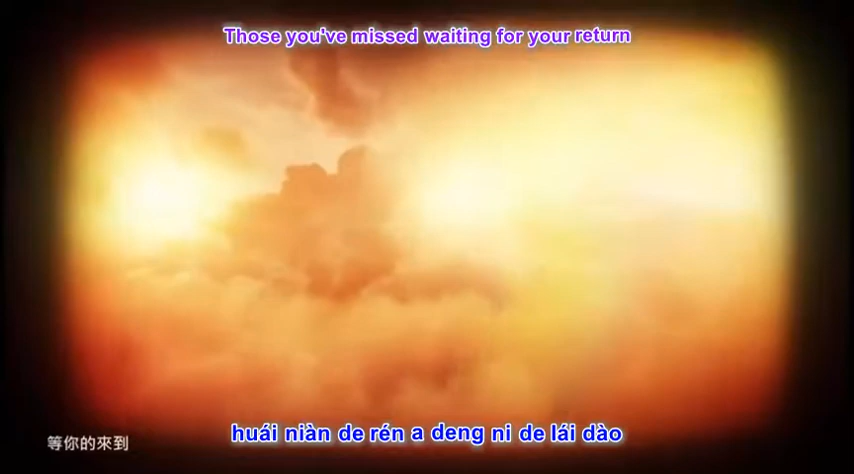 Those you've missed waiting for your return
huái niàn de rén a deng ni de lái dào
等你的來到